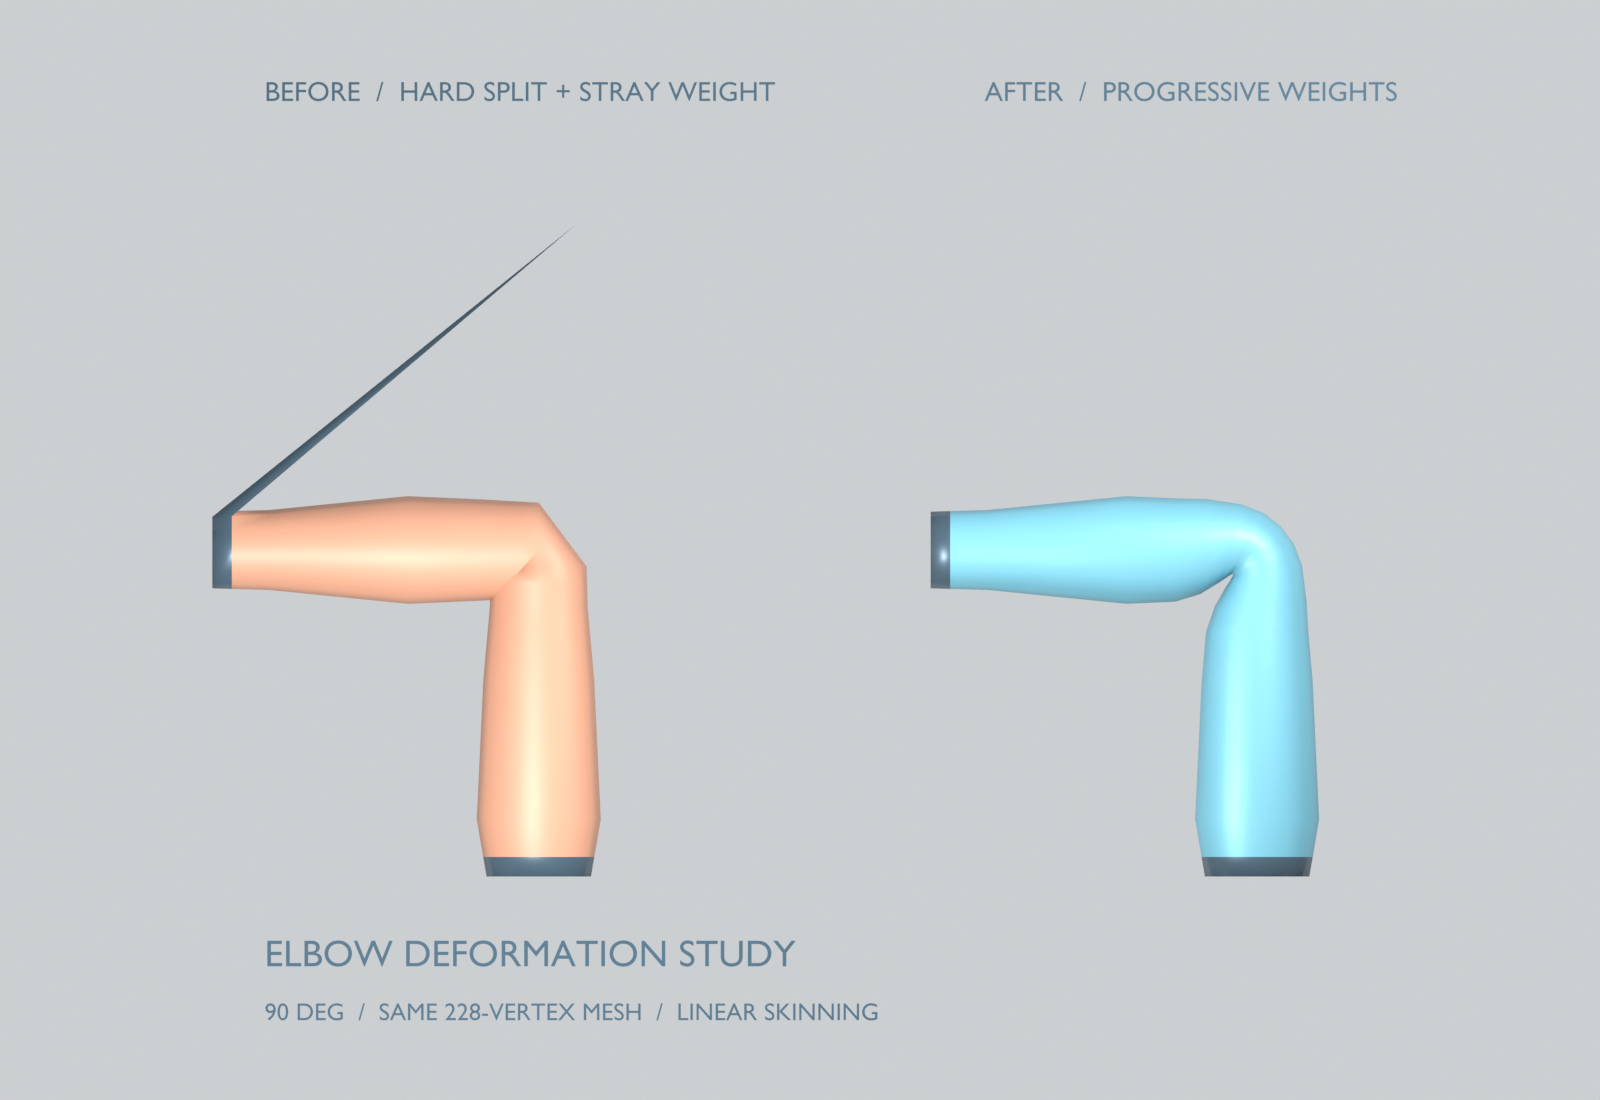 BEFORE / HARD SPLIT + STRAY WEIGHT
AFTER / PROGRESSIVE WEIGHTS
ELBOW DEFORMATION STUDY
90 DEG / SAME 228-VERTEX MESH / LINEAR SKINNING